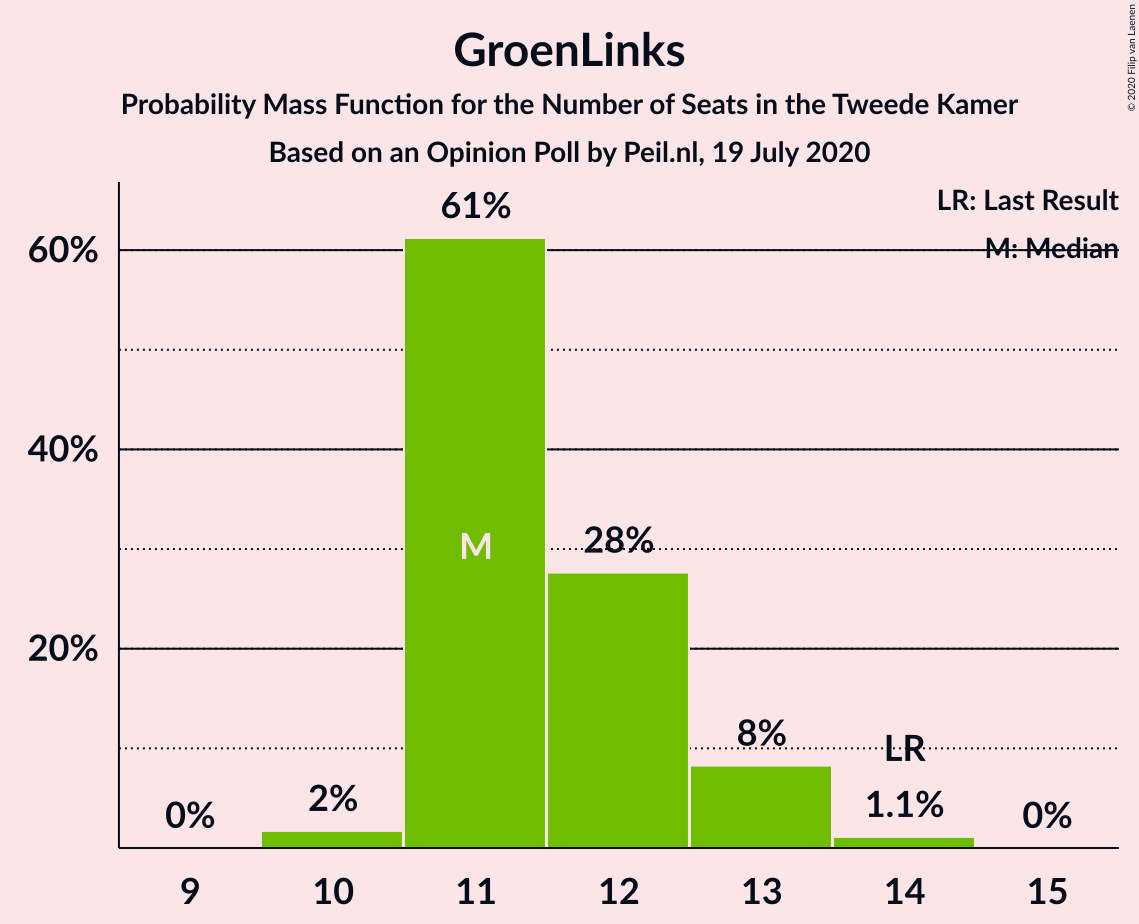 GroenLinks
Probability Mass Function for the Number of Seats in the Tweede Kamer
Based on an Opinion Poll by Peil.nl, 19 July 2020
© 2020 Filip van Laenen
LR: Last Result
M: Median
60%
40%
20%
0%
2%
61%
M
28%
8%
LR
1.1%
0%
9 10 11 12 13 14 15